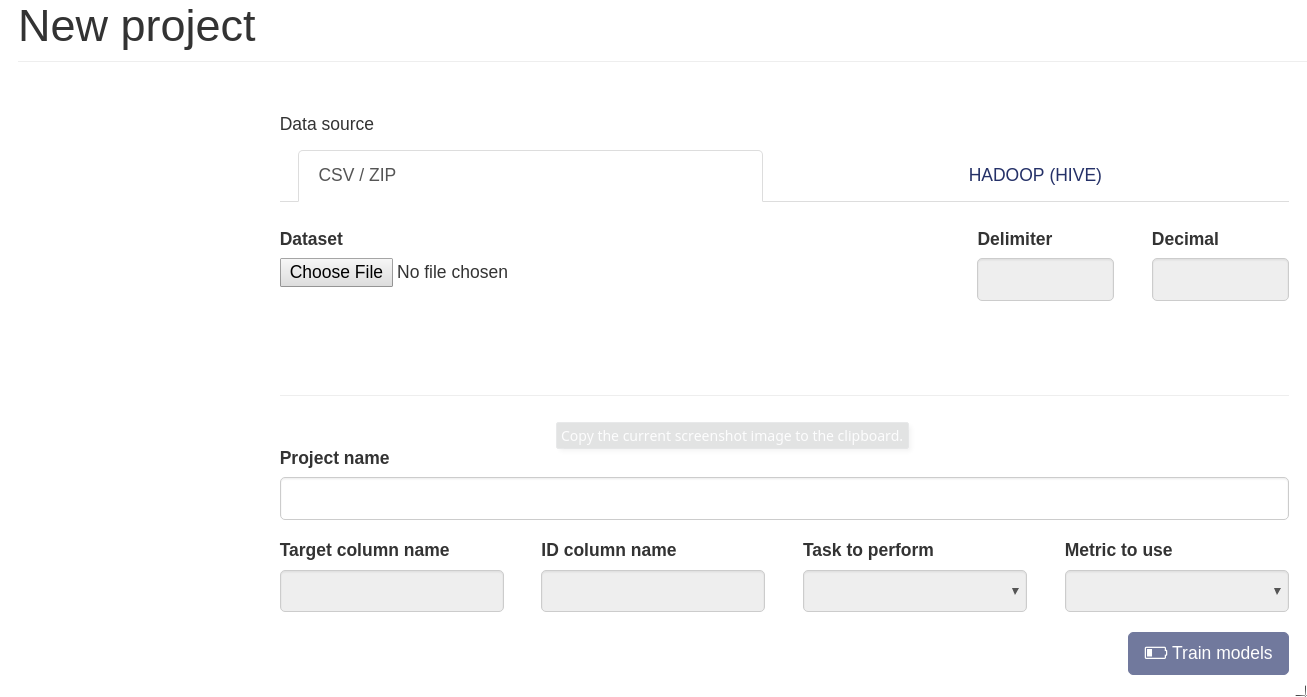 New project
Data source
CSV / ZIP
HADOOP (HIVE)
Dataset
Delimiter
Decimal
Choose File No file chosen
Copy the current screenshot image to the clipboard.
Project name
Target column name
ID column name
Task to perform
Metric to use
Train models